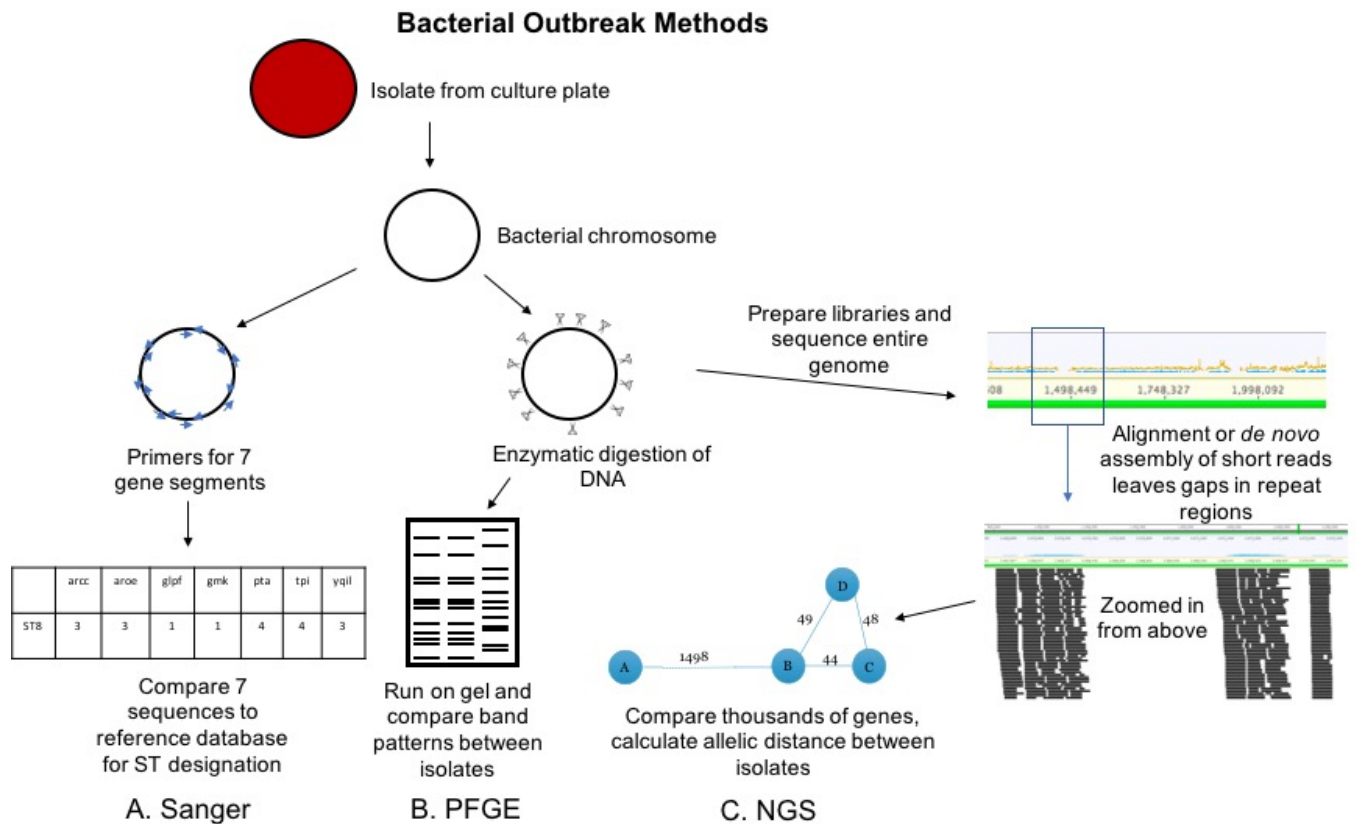 Bacterial Outbreak Methods
Isolate from culture plate
Bacterial chromosome
Primers for 7
gene segments
arcc aroe glpf gmk pta tpi yqil
ST8 3 3 1 1 4 4 3
Compare 7
sequences to
reference database
for ST designation
A. Sanger
Enzymatic digestion of
DNA
Run on gel and
compare band
patterns between
isolates
B. PFGE
Prepare libraries and
sequence entire
genome
1,498,449 1,748,327 1,998,092
Alignment or de novo
assembly of short reads
leaves gaps in repeat
regions
Zoomed in
from above
D
49 48
A 1498 B 44 C
Compare thousands of genes,
calculate allelic distance between
isolates
C. NGS